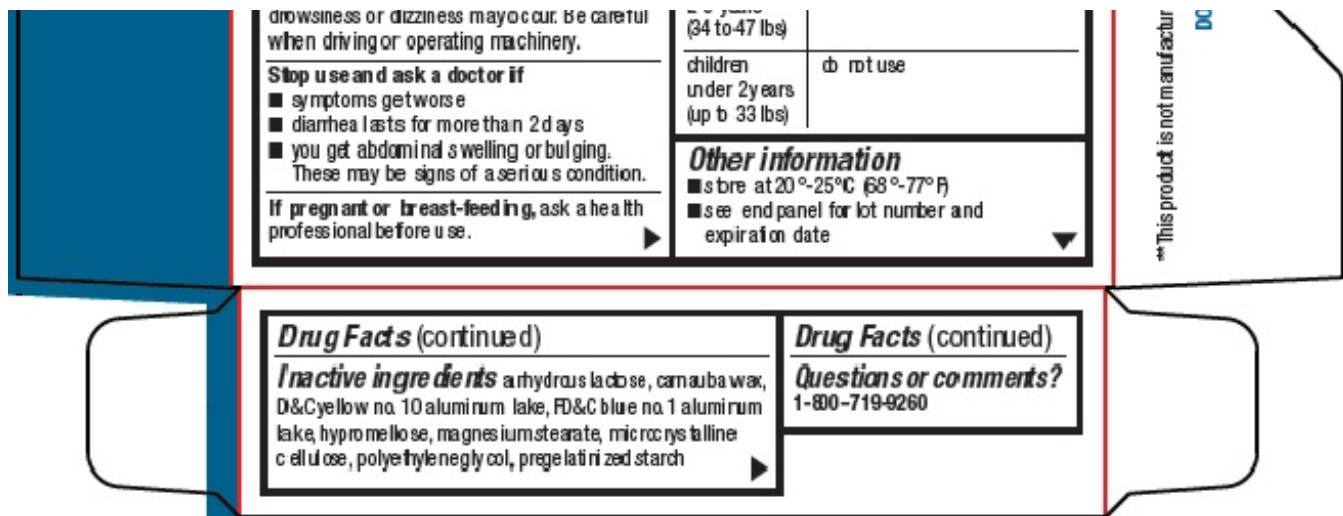 drowsiness or dizziness may occur. Be careful
when driving or operating machinery.
Stop use and ask a doctor if
■ symptoms get worse
■ diarrhea lasts for more than 2 days
■ you get abdominal swelling or bulging.
These may be signs of a serious condition.
If pregnant or breast-feeding, ask a health
professional before use.
(34 to 47 lbs)
children
under 2 years
(up to 33 lbs)
do not use
Other information
■ store at 20°-25°C (68°-77°F)
■ see end panel for lot number and
expiration date
**This product is not manufactur
DO
Drug Facts (continued)
Inactive ingredients anhydrous lactose, carnauba wax,
D&C yellow no. 10 aluminum lake, FD&C blue no. 1 aluminum
lake, hypromellose, magnesium stearate, microcrystalline
cellulose, polyethylene glycol, pregelatinized starch
Drug Facts (continued)
Questions or comments?
1-800-719-9260